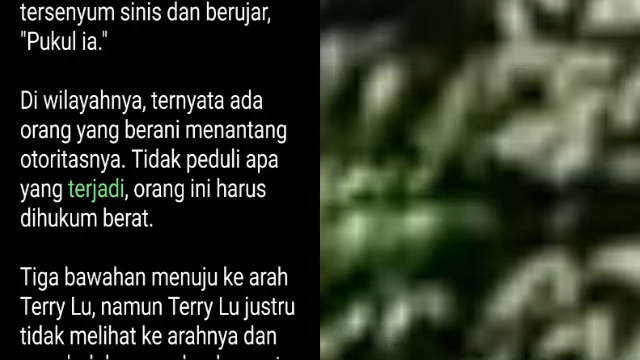 tersenyum sinis dan berujar,
"Pukul ia."
Di wilayahnya, ternyata ada
orang yang berani menantang
otoritasnya. Tidak peduli apa
yang terjadi, orang ini harus
dihukum berat.
Tiga bawahan menuju ke arah
Terry Lu, namun Terry Lu justru
tidak melihat ke arahnya dan